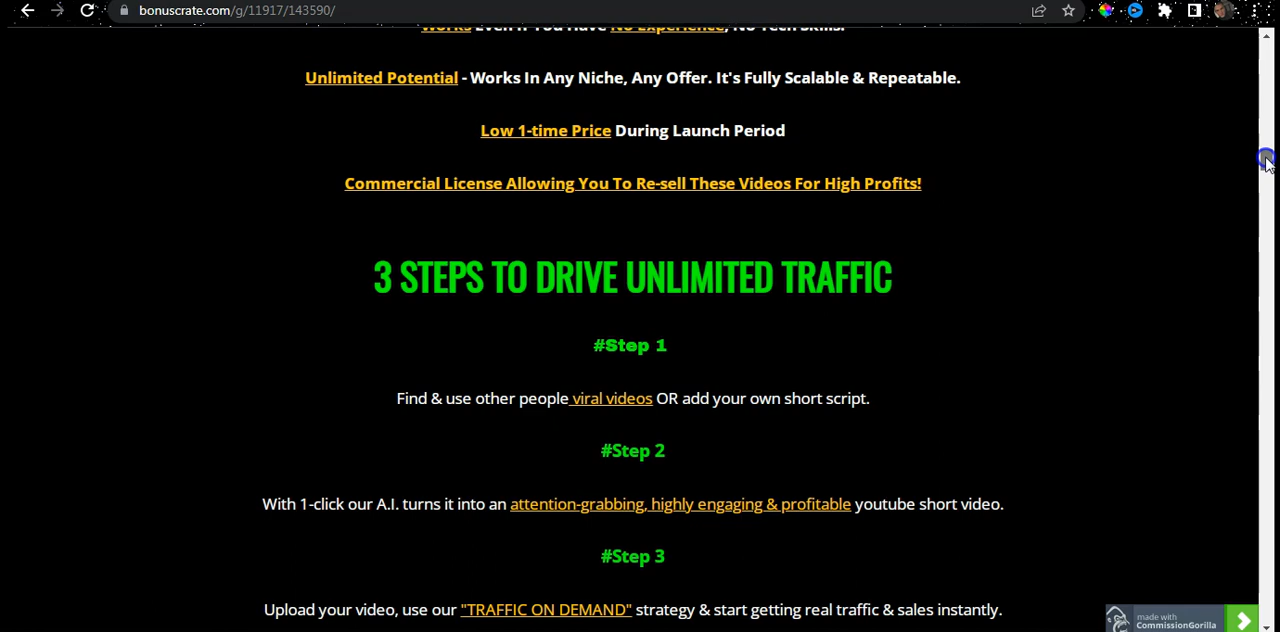 bonuscrate.com/g/11917/143590/
Works Even If You Have No Experience, No Tech Skills.
Unlimited Potential - Works In Any Niche, Any Offer. It's Fully Scalable & Repeatable.
Low 1-time Price During Launch Period
Commercial License Allowing You To Re-sell These Videos For High Profits!
3 STEPS TO DRIVE UNLIMITED TRAFFIC
#Step 1
Find & use other people viral videos OR add your own short script.
#Step 2
With 1-click our A.I. turns it into an attention-grabbing, highly engaging & profitable youtube short video.
#Step 3
Upload your video, use our "TRAFFIC ON DEMAND" strategy & start getting real traffic & sales instantly.
made with
CommissionGorilla